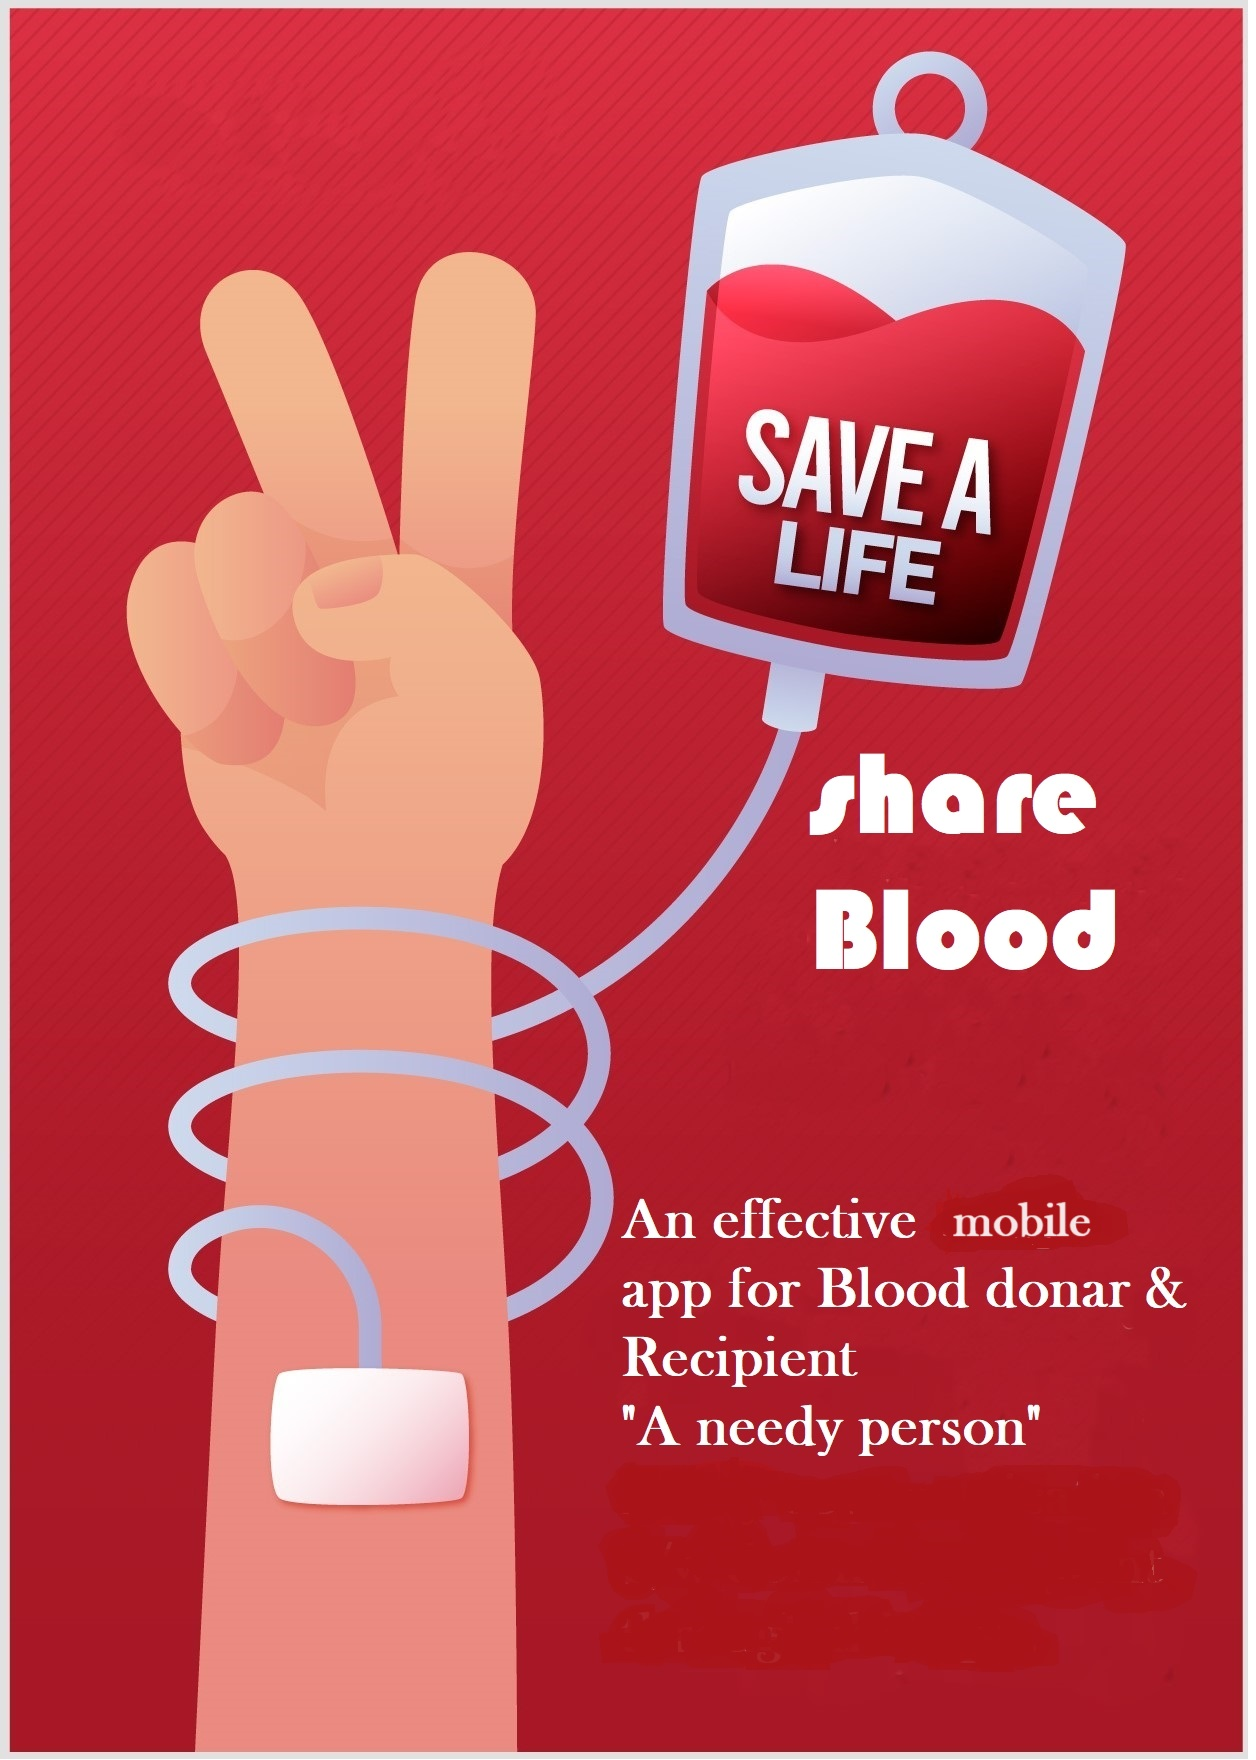 SAVE A
LIFE
share
Blood
An effective mobile
app for Blood donar &
Recipient
"A needy person"